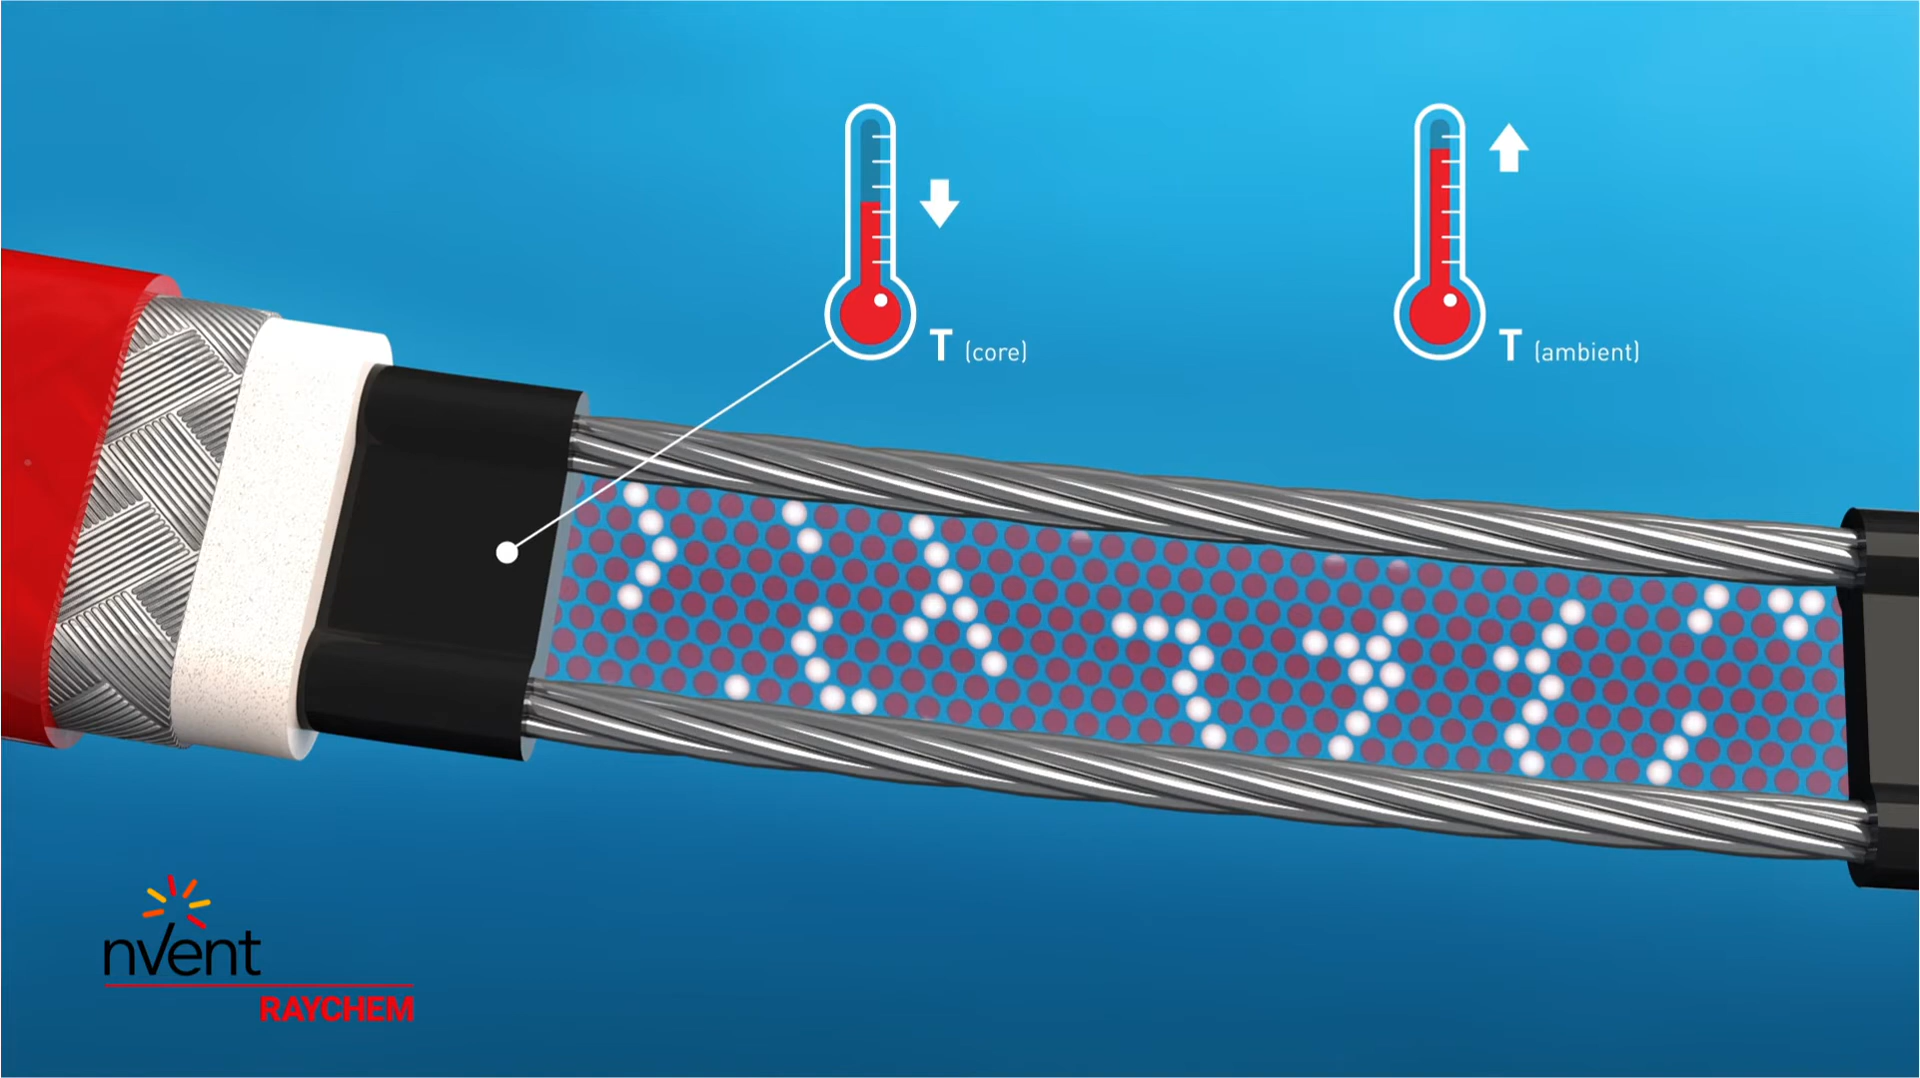 T (core)
T (ambient)
nvent
RAYCHEM